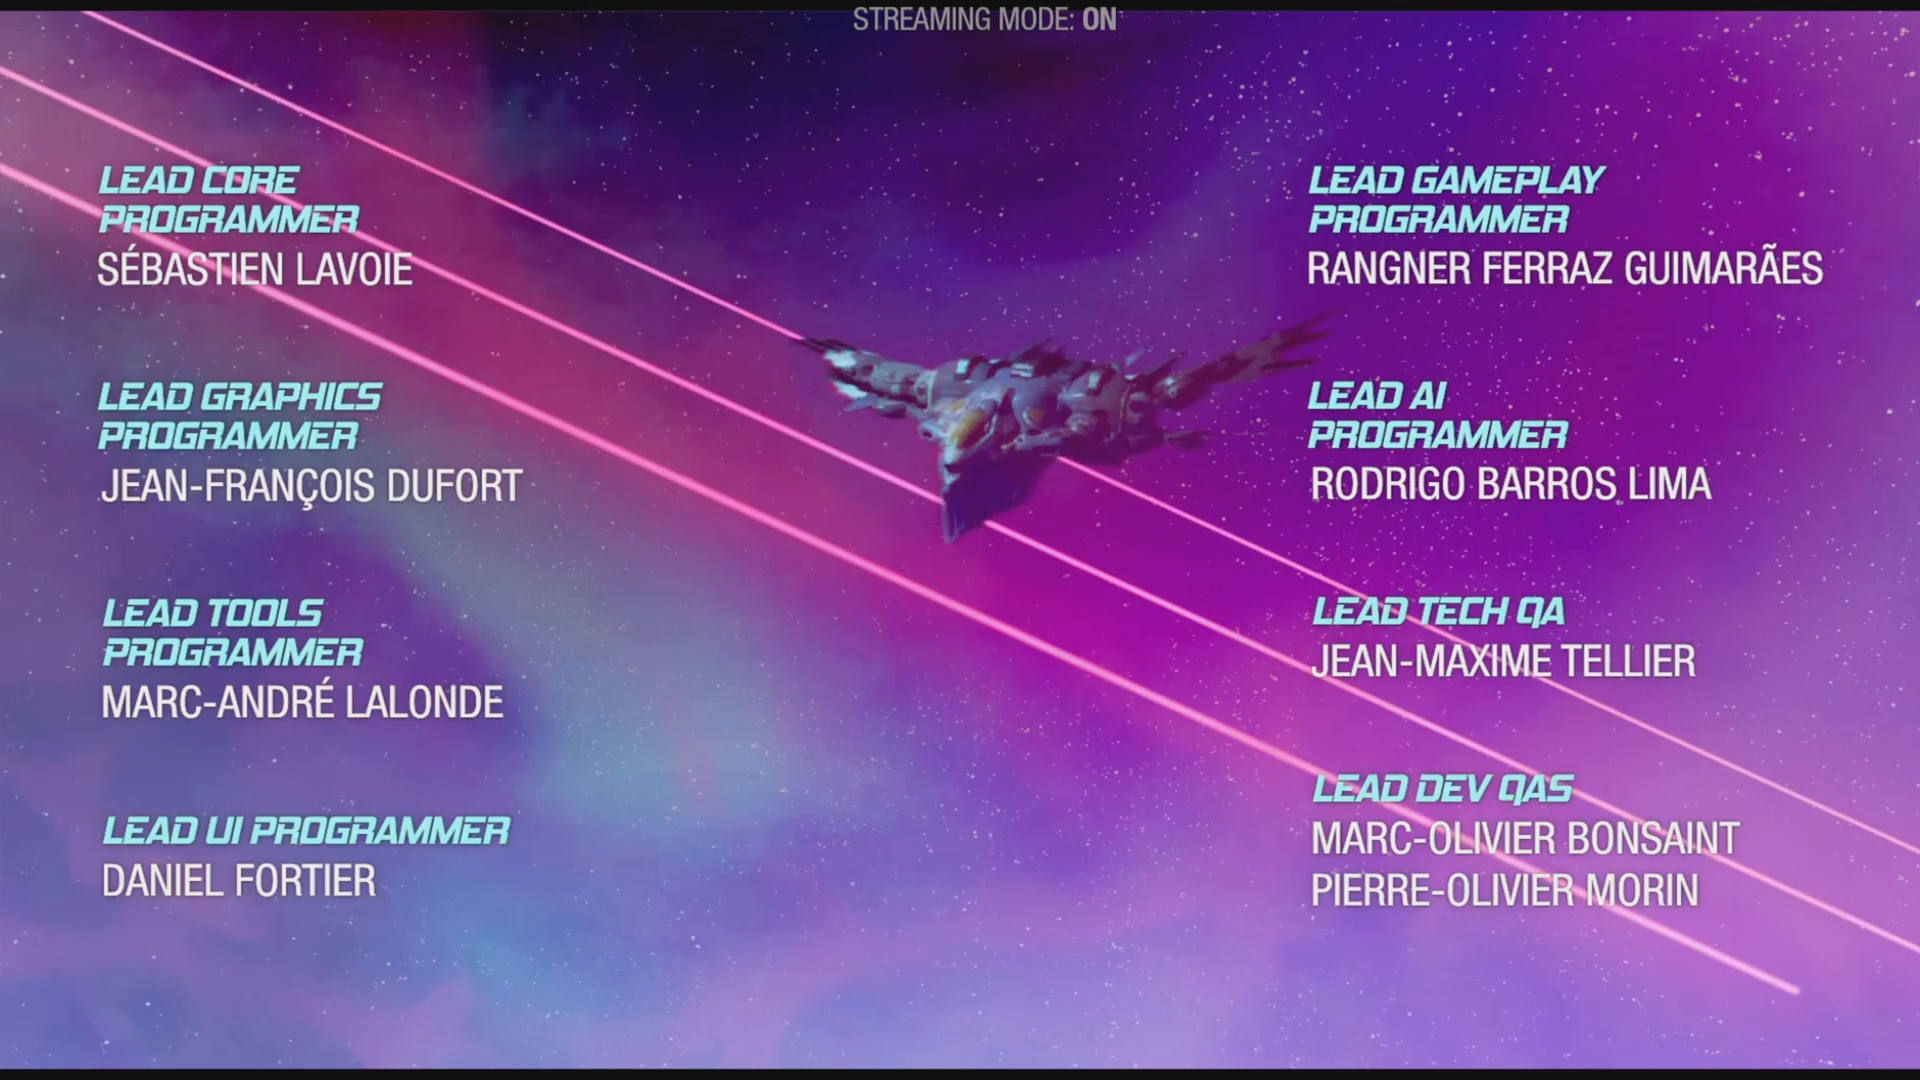 STREAMING MODE: ON
LEAD CORE
PROGRAMMER
SÉBASTIEN LAVOIE
LEAD GRAPHICS
PROGRAMMER
JEAN-FRANÇOIS DUFORT
LEAD TOOLS
PROGRAMMER
MARC-ANDRÉ LALONDE
LEAD UI PROGRAMMER
DANIEL FORTIER
LEAD GAMEPLAY
PROGRAMMER
RANGNER FERRAZ GUIMARÃES
LEAD AI
PROGRAMMER
RODRIGO BARROS LIMA
LEAD TECH QA
JEAN-MAXIME TELLIER
LEAD DEV QAS
MARC-OLIVIER BONSAINT
PIERRE-OLIVIER MORIN